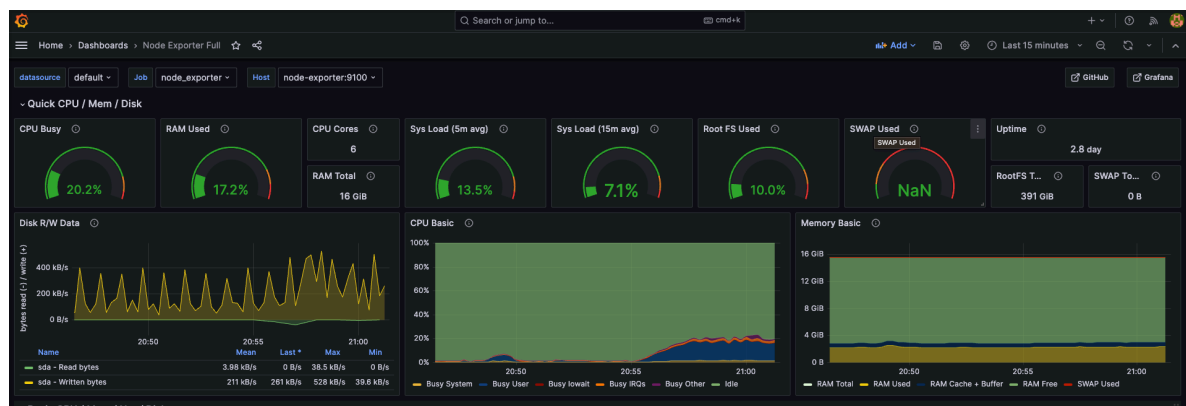 Search or jump to...
cmd+k
Home › Dashboards › Node Exporter Full
Add
Last 15 minutes
datasource default
Job node_exporter
Host node-exporter:9100
GitHub
Grafana
Quick CPU / Mem / Disk
CPU Busy
20.2%
RAM Used
17.2%
CPU Cores
6
RAM Total
16 GiB
Sys Load (5m avg)
13.5%
Sys Load (15m avg)
7.1%
Root FS Used
10.0%
SWAP Used
SWAP Used
NaN
Uptime
2.8 day
RootFS T...
391 GiB
SWAP To...
0 B
Disk R/W Data
bytes read (-) / write (+)
400 kB/s
200 kB/s
0 B/s
20:50 20:55 21:00
Name Mean Last * Max Min
sda - Read bytes 3.98 kB/s 0 B/s 38.5 kB/s 0 B/s
sda - Written bytes 211 kB/s 261 kB/s 528 kB/s 39.6 kB/s
CPU Basic
100%
80%
60%
40%
20%
0%
20:50 20:55 21:00
Busy System Busy User Busy Iowait Busy IRQs Busy Other Idle
Memory Basic
16 GiB
12 GiB
8 GiB
4 GiB
0 B
20:50 20:55 21:00
RAM Total RAM Used RAM Cache + Buffer RAM Free SWAP Used